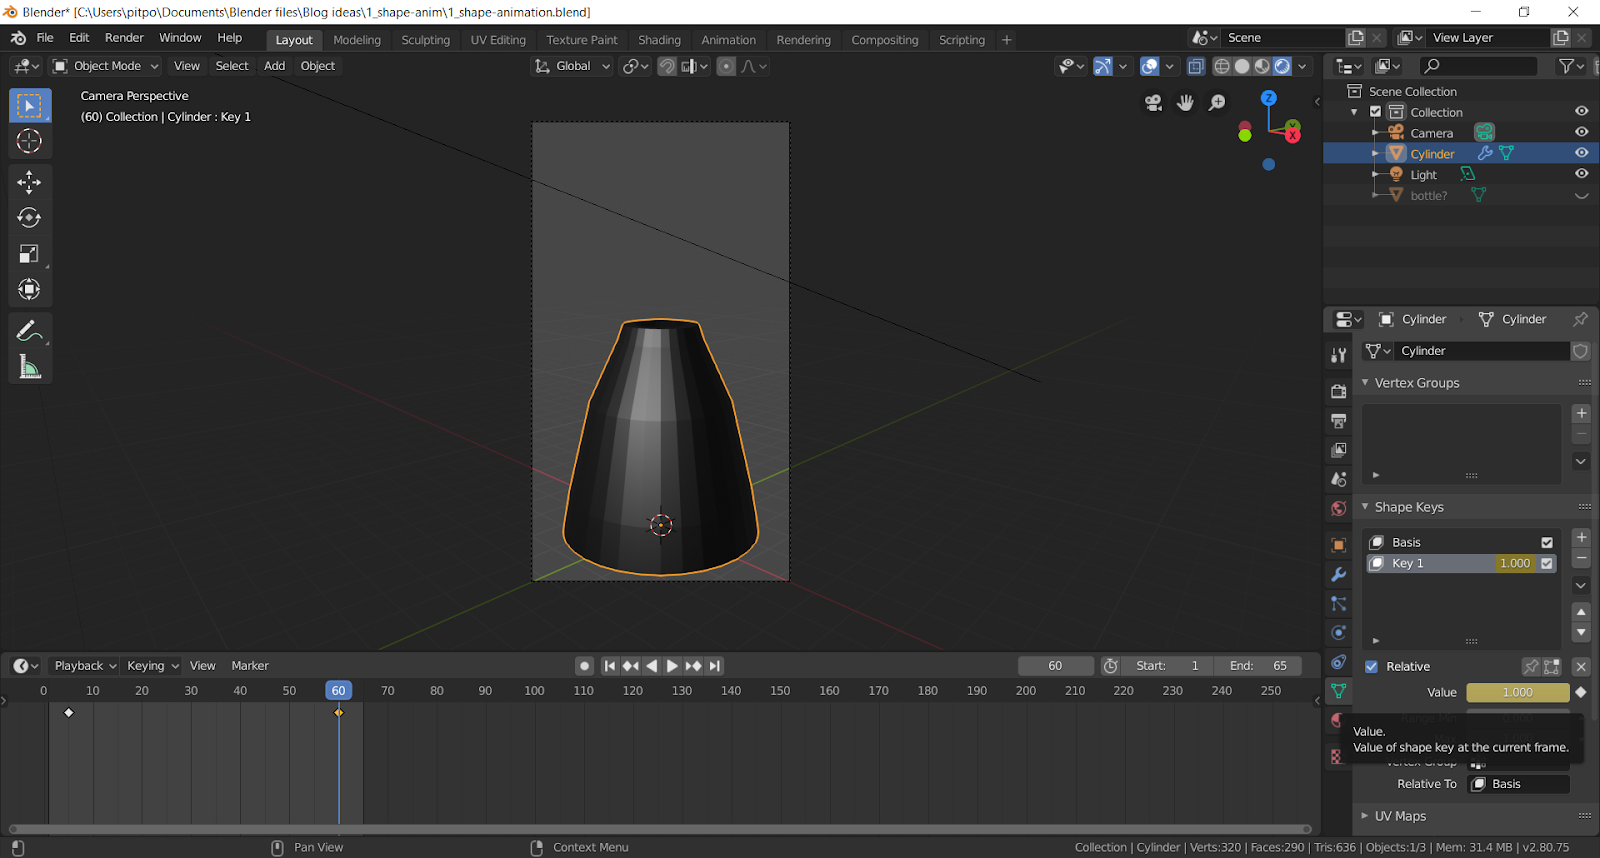 Blender* [C:\Users\pitpo\Documents\Blender files\Blog ideas\1_shape-anim\1_shape-animation.blend]
File Edit Render Window Help Layout Modeling Sculpting UV Editing Texture Paint Shading Animation Rendering Compositing Scripting + Scene View Layer
Object Mode View Select Add Object Global
Camera Perspective
(60) Collection | Cylinder : Key 1
Z
Y
X
Scene Collection
Collection
Camera
Cylinder
Light
bottle?
Cylinder Cylinder
Cylinder
Vertex Groups
Shape Keys
Basis
Key 1 1.000
Relative
Value 1.000
Range Min 0.000
Max
Value.
Value of shape key at the current frame.
Vertex Group
Relative To Basis
UV Maps
Playback Keying View Marker 60 Start: 1 End: 65
0 10 20 30 40 50 60 70 80 90 100 110 120 130 140 150 160 170 180 190 200 210 220 230 240 250
Pan View Context Menu Collection | Cylinder | Verts:320 | Faces:290 | Tris:636 | Objects:1/3 | Mem: 31.4 MB | v2.80.75